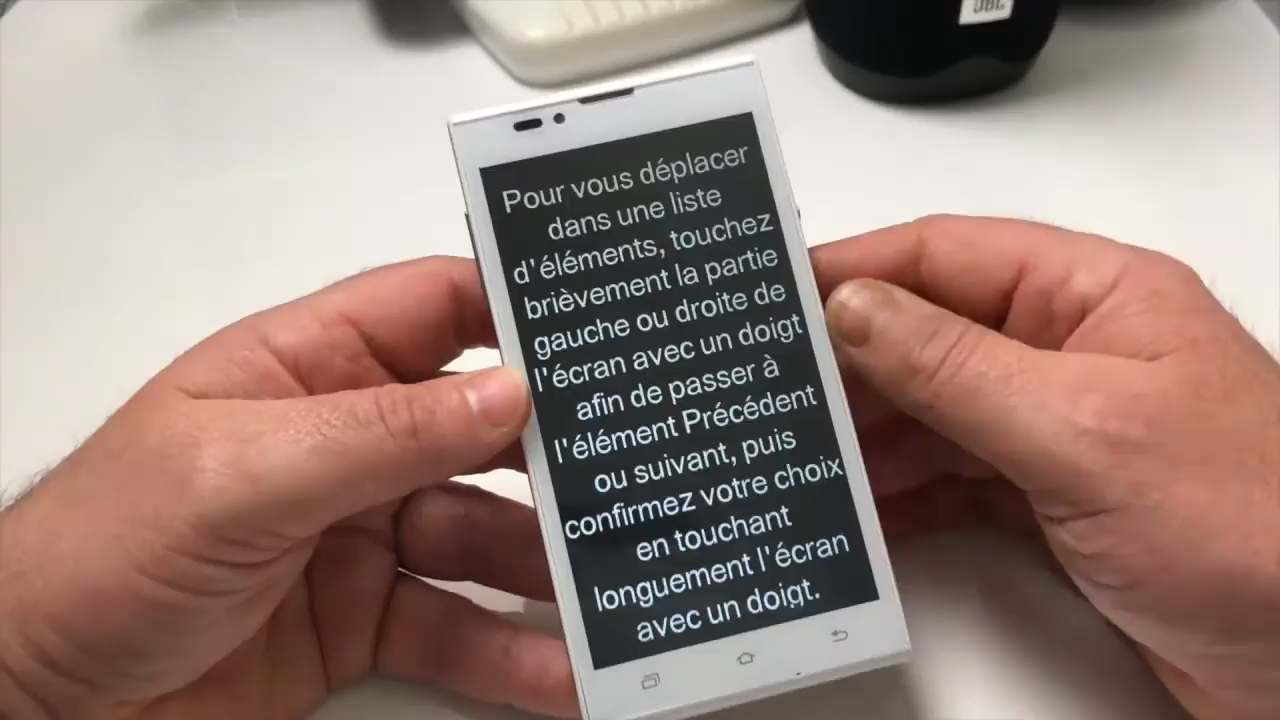 JBL
Pour vous déplacer
dans une liste
d'éléments, touchez
brièvement la partie
gauche ou droite de
l'écran avec un doigt
afin de passer à
l'élément Précédent
ou suivant, puis
confirmez votre choix
en touchant
longuement l'écran
avec un doigt.